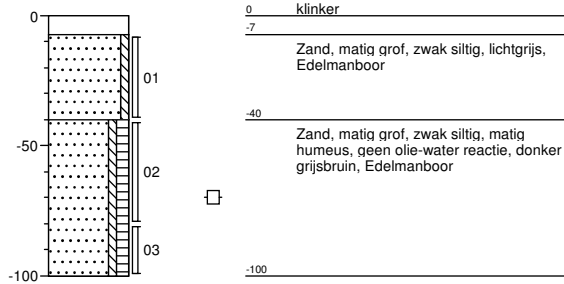 0
-50
-100
01
02
03
0
klinker
-7
Zand, matig grof, zwak siltig, lichtgrijs,
Edelmanboor
-40
Zand, matig grof, zwak siltig, matig
humeus, geen olie-water reactie, donker
grijsbruin, Edelmanboor
-100